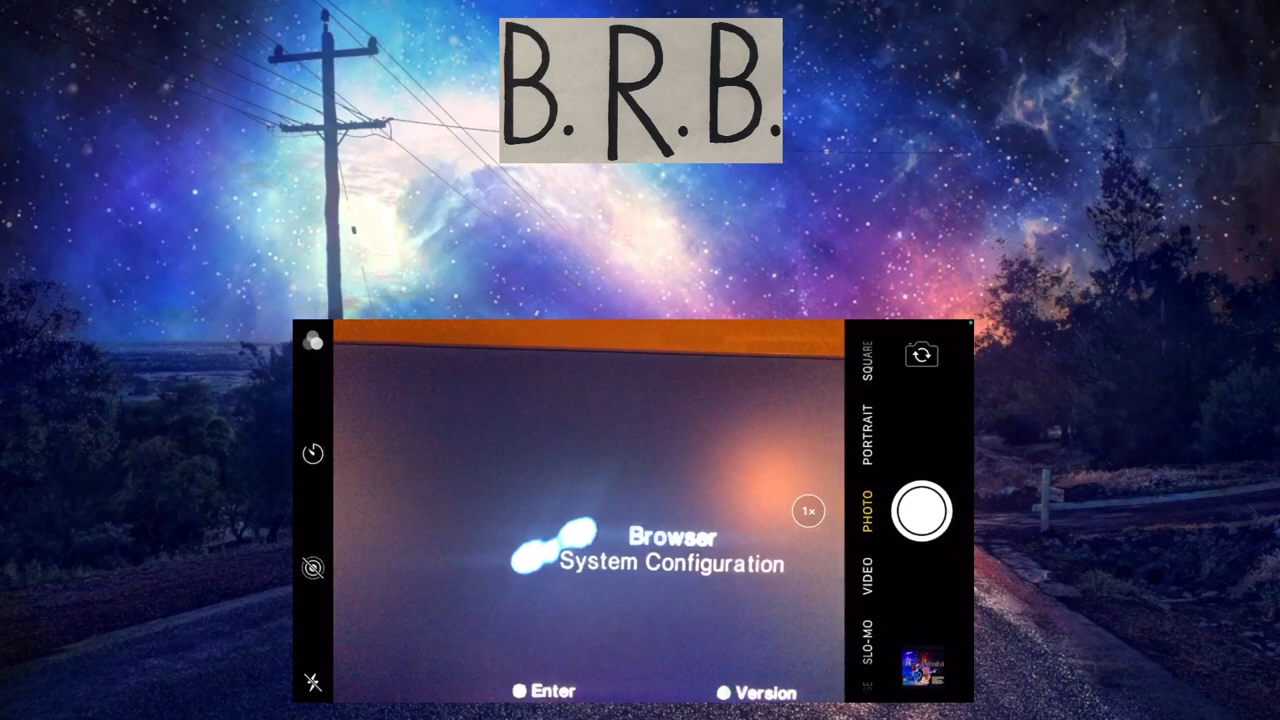 B. R. B.
SQUARE
PORTRAIT
1×
PHOTO
Browser
System Configuration
VIDEO
SLO-MO
Enter
Version